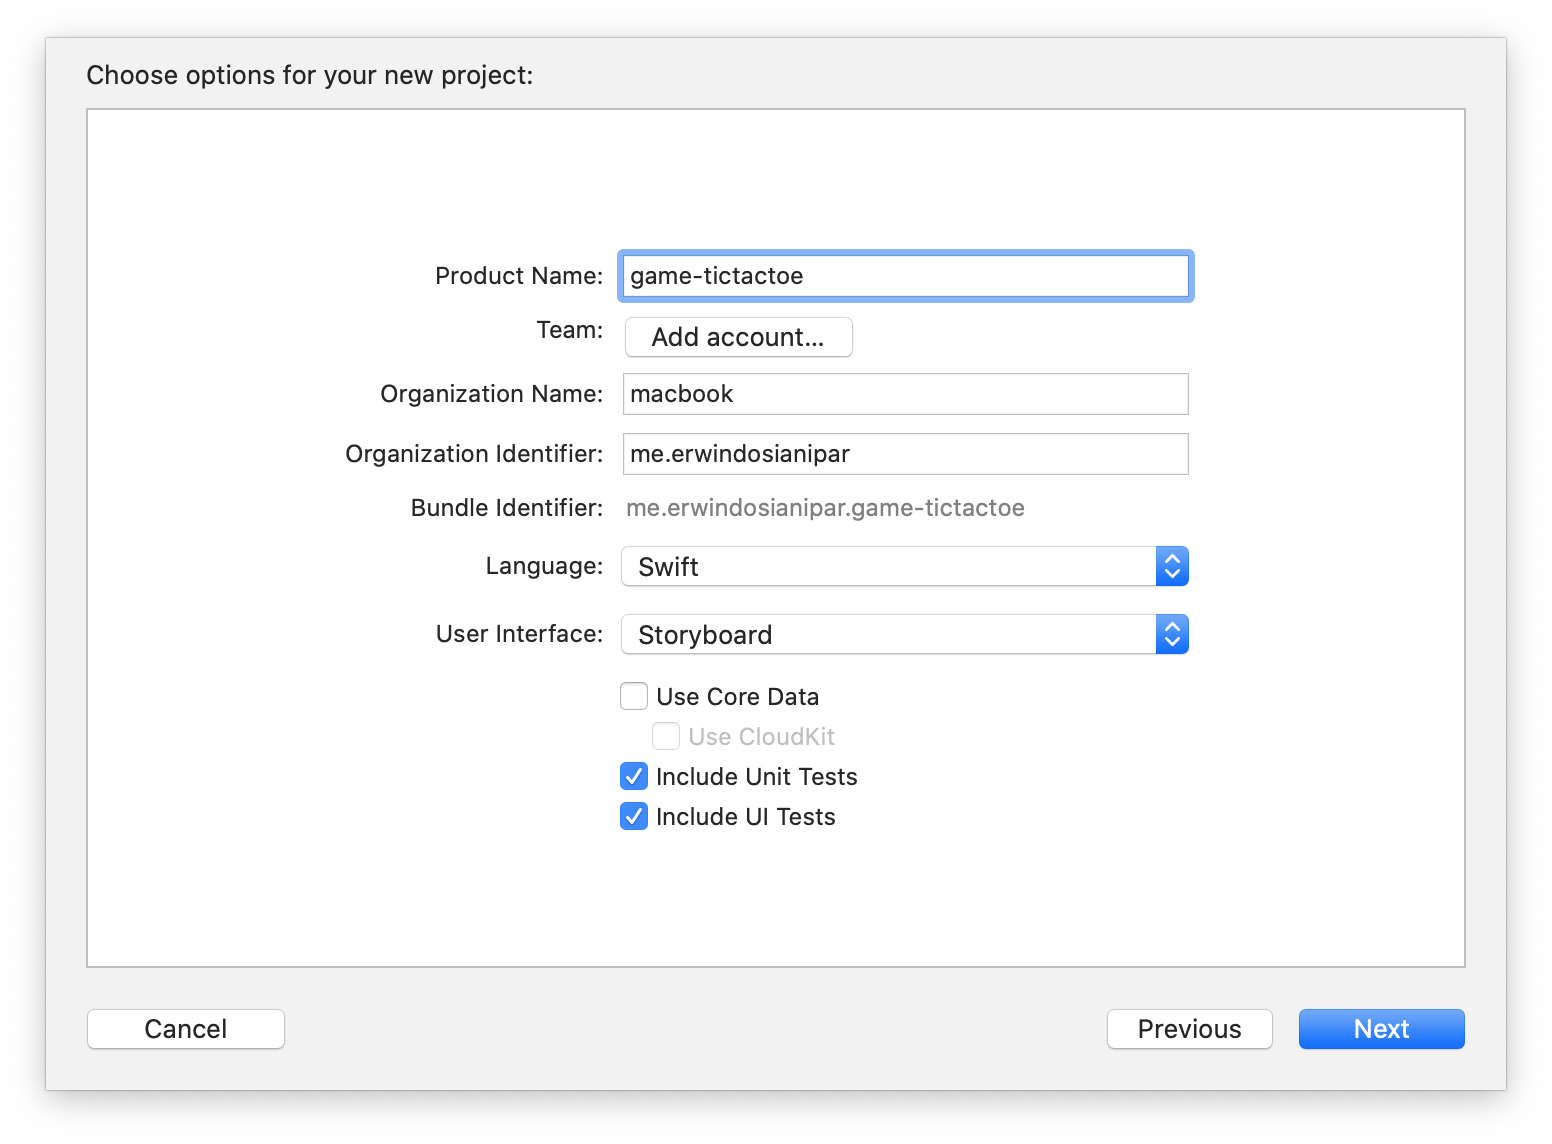 Choose options for your new project:
Product Name: game-tictactoe
Team: Add account...
Organization Name: macbook
Organization Identifier: me.erwindosianipar
Bundle Identifier: me.erwindosianipar.game-tictactoe
Language: Swift
User Interface: Storyboard
Use Core Data
Use CloudKit
Include Unit Tests
Include UI Tests
Cancel Previous Next